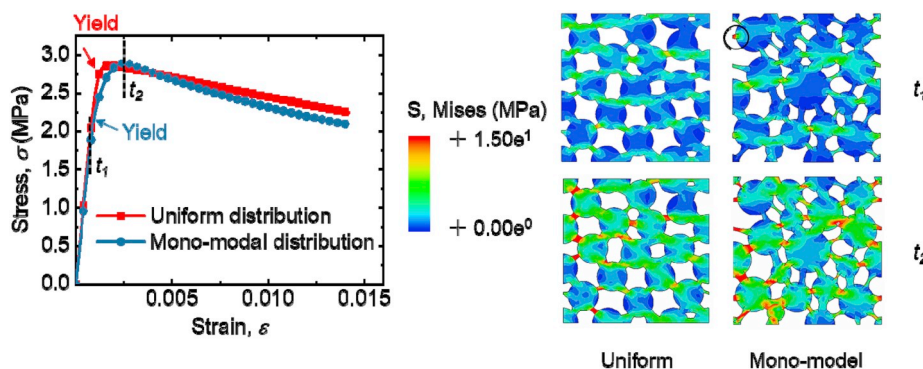 Yield
3.0
2.5
2.0
1.5
1.0
0.5
0.0
Stress, σ (MPa)
t2
Yield
t1
Uniform distribution
Mono-modal distribution
0.005
0.010
0.015
Strain, ε
S, Mises (MPa)
+ 1.50e¹
+ 0.00e⁰
t1
t2
Uniform
Mono-model